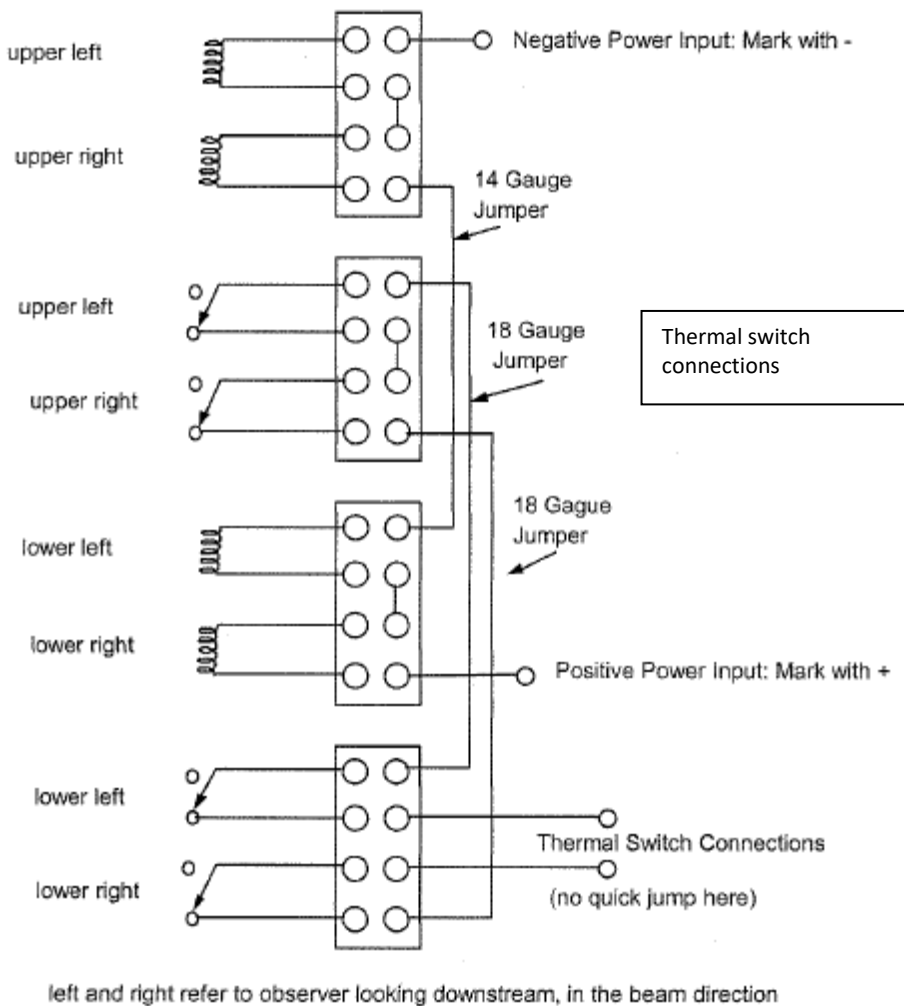 upper left
Negative Power Input: Mark with -
upper right
14 Gauge
Jumper
upper left
18 Gauge
Jumper
Thermal switch
connections
upper right
18 Gague
Jumper
lower left
lower right
Positive Power Input: Mark with +
lower left
Thermal Switch Connections
lower right
(no quick jump here)
left and right refer to observer looking downstream, in the beam direction